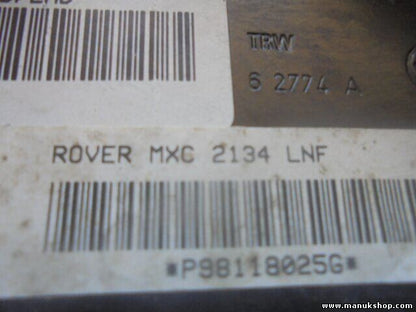 TRW
6 2774 A
ROVER MXC 2134 LNF
*P98118025G*
www.manukshop.com